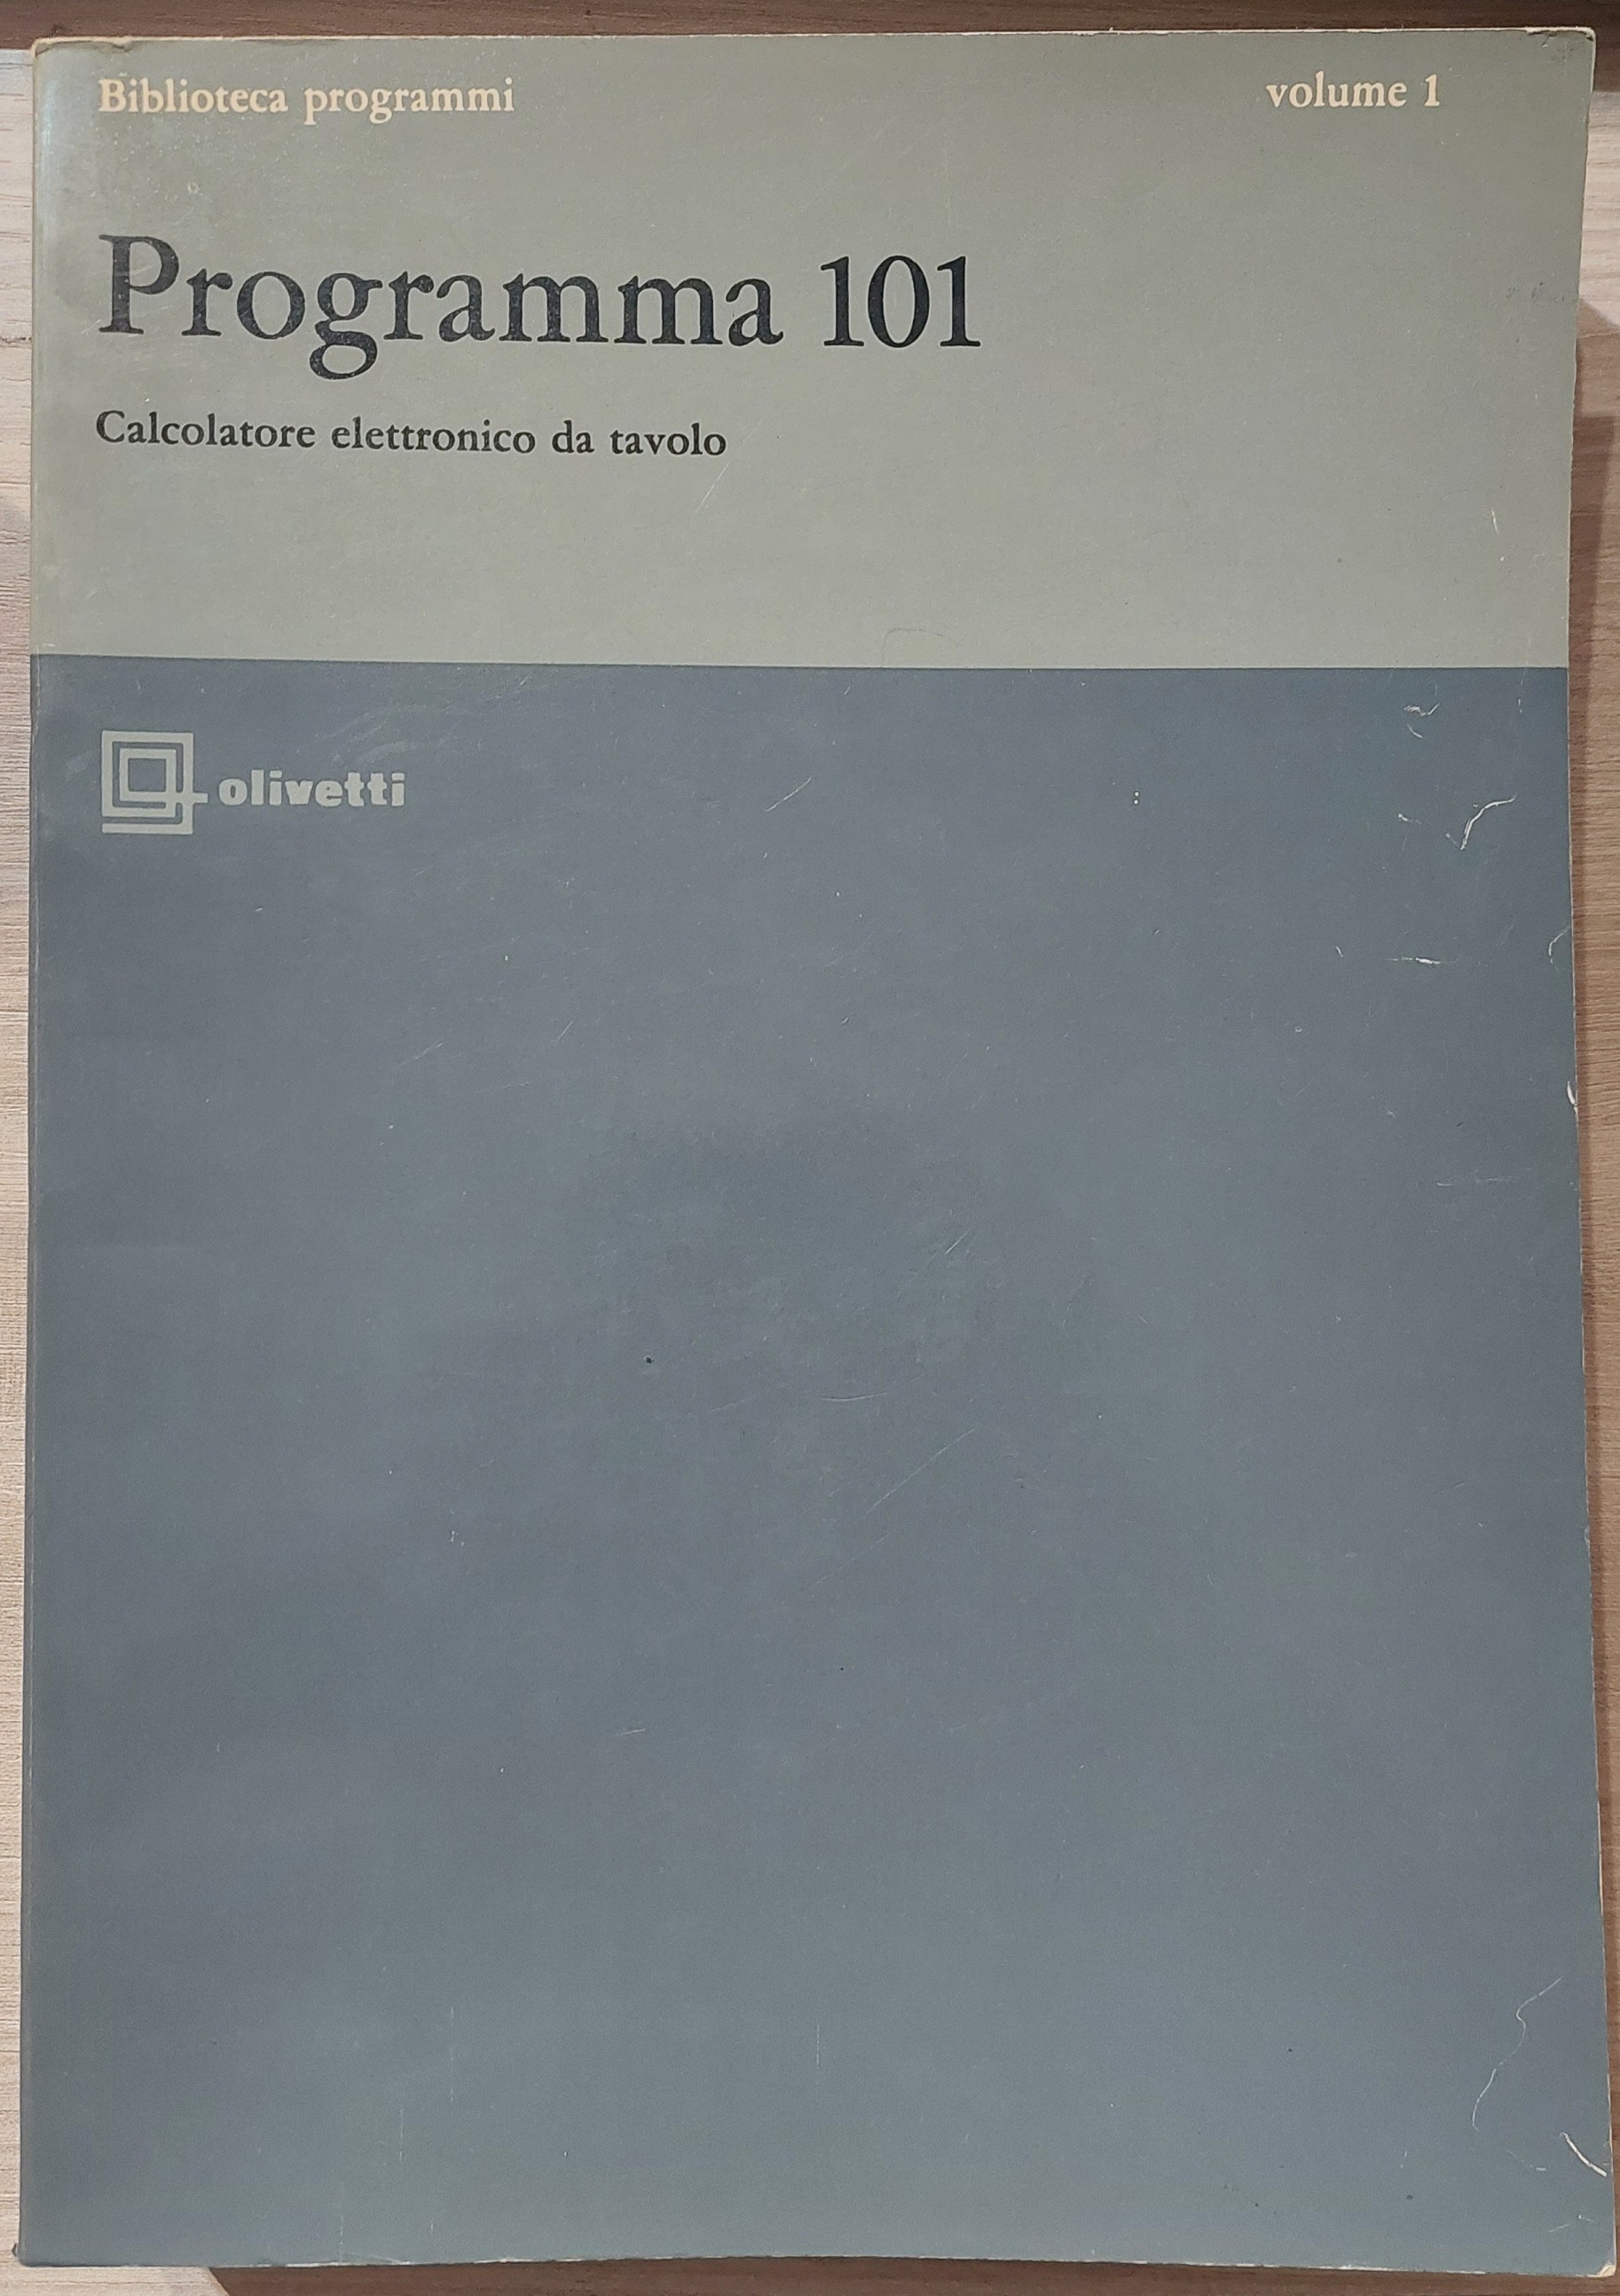 Biblioteca programmi
volume 1
Programma 101
Calcolatore elettronico da tavolo
olivetti